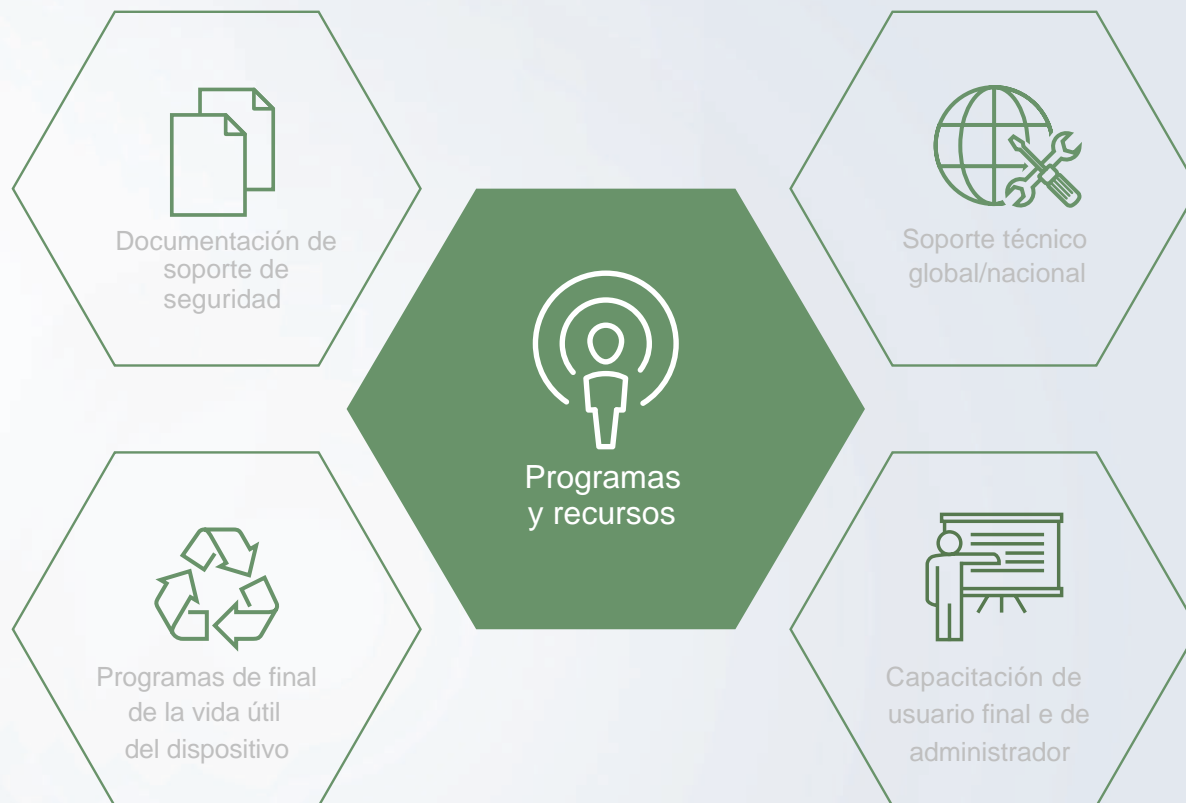 Documentación de
soporte de
seguridad
Soporte técnico
global/nacional
Programas
y recursos
Programas de final
de la vida útil
del dispositivo
Capacitación de
usuario final e de
administrador